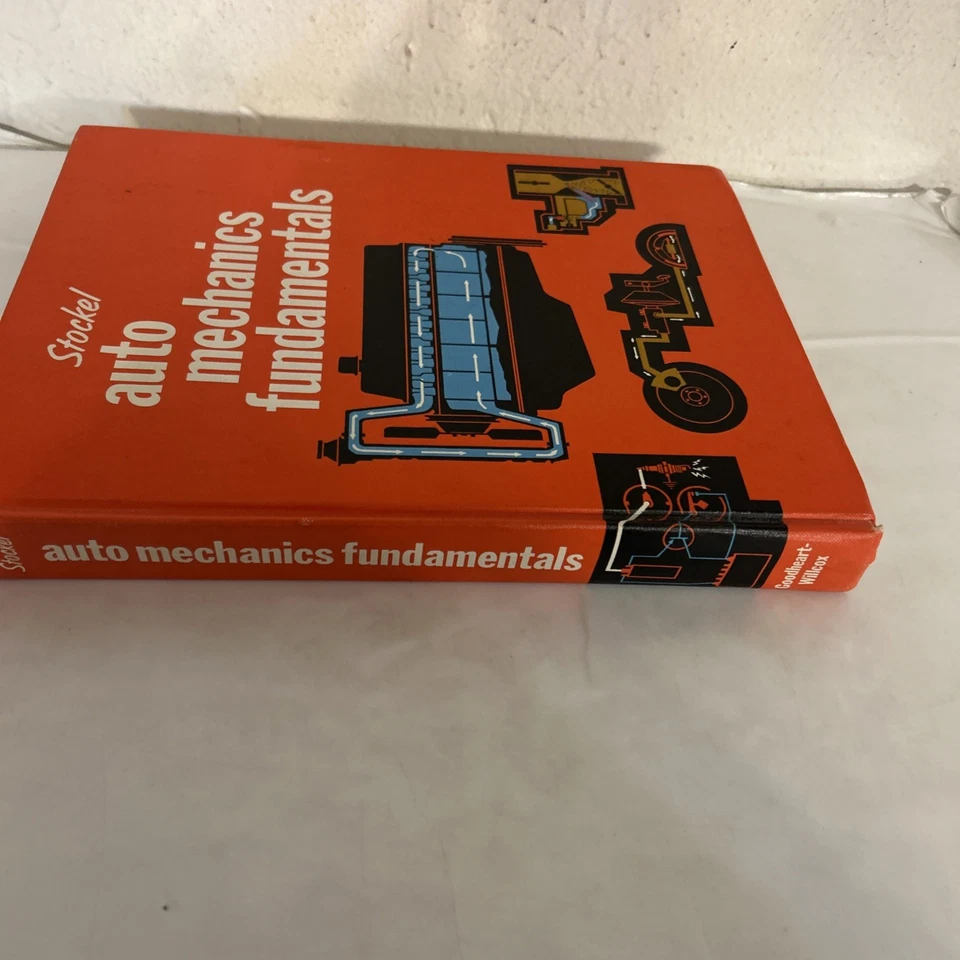 Stockel
auto
mechanics
fundamentals
Stockel
auto mechanics fundamentals
Goodheart-
Willcox